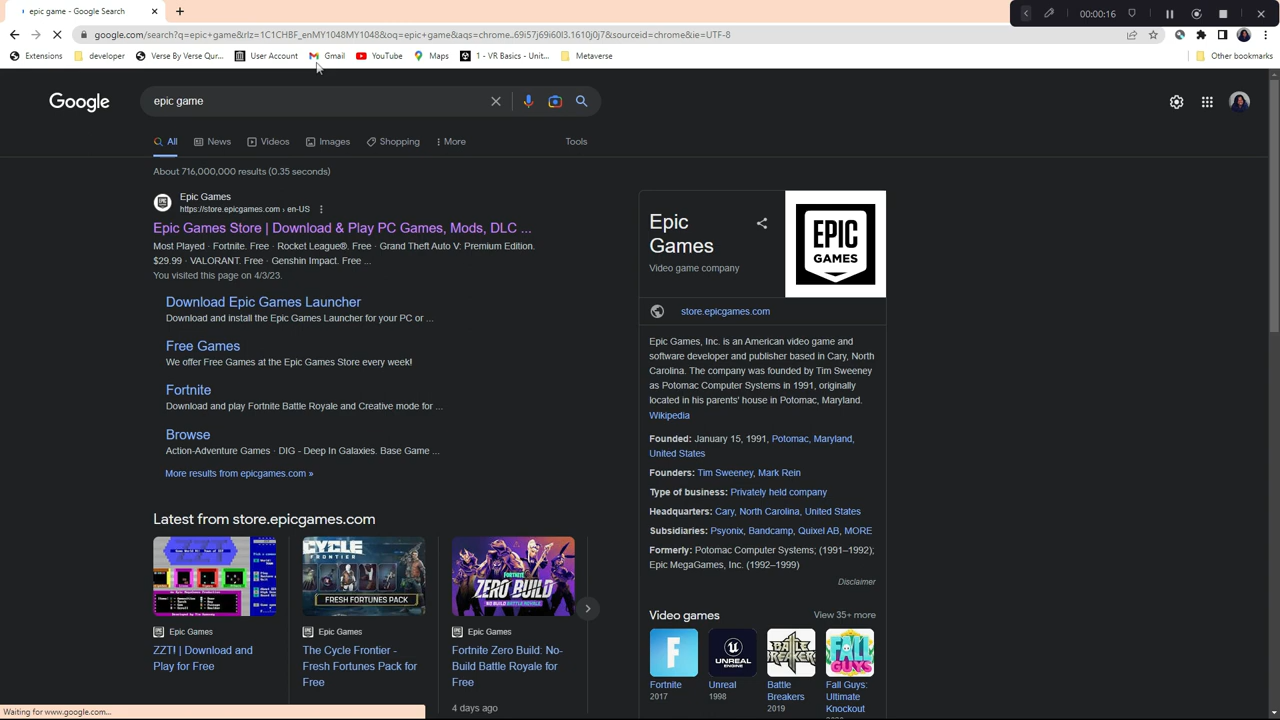 epic game - Google Search
00:00:16
google.com/search?q=epic+game&rlz=1C1CHBF_enMY1048MY1048&oq=epic+game&aqs=chrome..69i57j69i60l3.1610j0j7&sourceid=chrome&ie=UTF-8
Extensions
developer
Verse By Verse Qur...
User Account
Gmail
YouTube
Maps
1 - VR Basics - Unit...
Metaverse
Other bookmarks
Google
epic game
All
News
Videos
Images
Shopping
More
Tools
About 716,000,000 results (0.35 seconds)
Epic Games
https://store.epicgames.com › en-US
Epic Games Store | Download & Play PC Games, Mods, DLC ...
Most Played · Fortnite. Free · Rocket League®. Free · Grand Theft Auto V: Premium Edition.
$29.99 · VALORANT. Free · Genshin Impact. Free ...
You visited this page on 4/3/23.
Download Epic Games Launcher
Download and install the Epic Games Launcher for your PC or ...
Free Games
We offer Free Games at the Epic Games Store every week!
Fortnite
Download and play Fortnite Battle Royale and Creative mode for ...
Browse
Action-Adventure Games · DIG - Deep In Galaxies. Base Game ...
More results from epicgames.com »
Latest from store.epicgames.com
CYCLE
FRONTIER
FRESH FORTUNES PACK
FORTNITE
ZERO BUILD
Epic Games
ZZT! | Download and
Play for Free
Epic Games
The Cycle Frontier -
Fresh Fortunes Pack for
Free
Epic Games
Fortnite Zero Build: No-
Build Battle Royale for
Free
4 days ago
Epic
Games
Video game company
EPIC
GAMES
store.epicgames.com
Epic Games, Inc. is an American video game and
software developer and publisher based in Cary, North
Carolina. The company was founded by Tim Sweeney
as Potomac Computer Systems in 1991, originally
located in his parents' house in Potomac, Maryland.
Wikipedia
Founded: January 15, 1991, Potomac, Maryland,
United States
Founders: Tim Sweeney, Mark Rein
Type of business: Privately held company
Headquarters: Cary, North Carolina, United States
Subsidiaries: Psyonix, Bandcamp, Quixel AB, MORE
Formerly: Potomac Computer Systems; (1991–1992);
Epic MegaGames, Inc. (1992–1999)
Disclaimer
Video games
View 35+ more
Fortnite
2017
Unreal
1998
Battle
Breakers
2019
Fall Guys:
Ultimate
Knockout
Waiting for www.google.com...